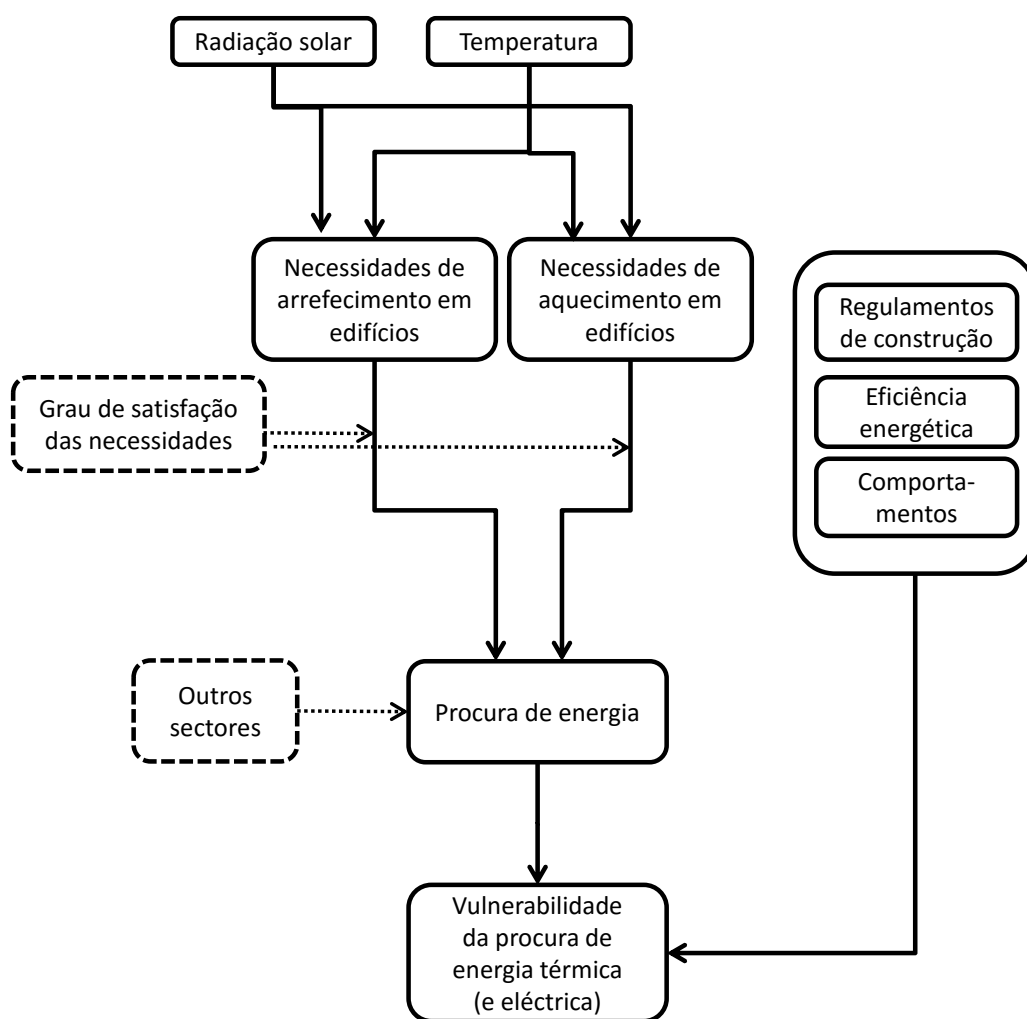 Radiação solar
Temperatura
Necessidades de
arrefecimento em
edifícios
Necessidades de
aquecimento em
edifícios
Regulamentos
de construção
Eficiência
energética
Comporta-
mentos
Grau de satisfação
das necessidades
Outros
sectores
Procura de energia
Vulnerabilidade
da procura de
energia térmica
(e eléctrica)